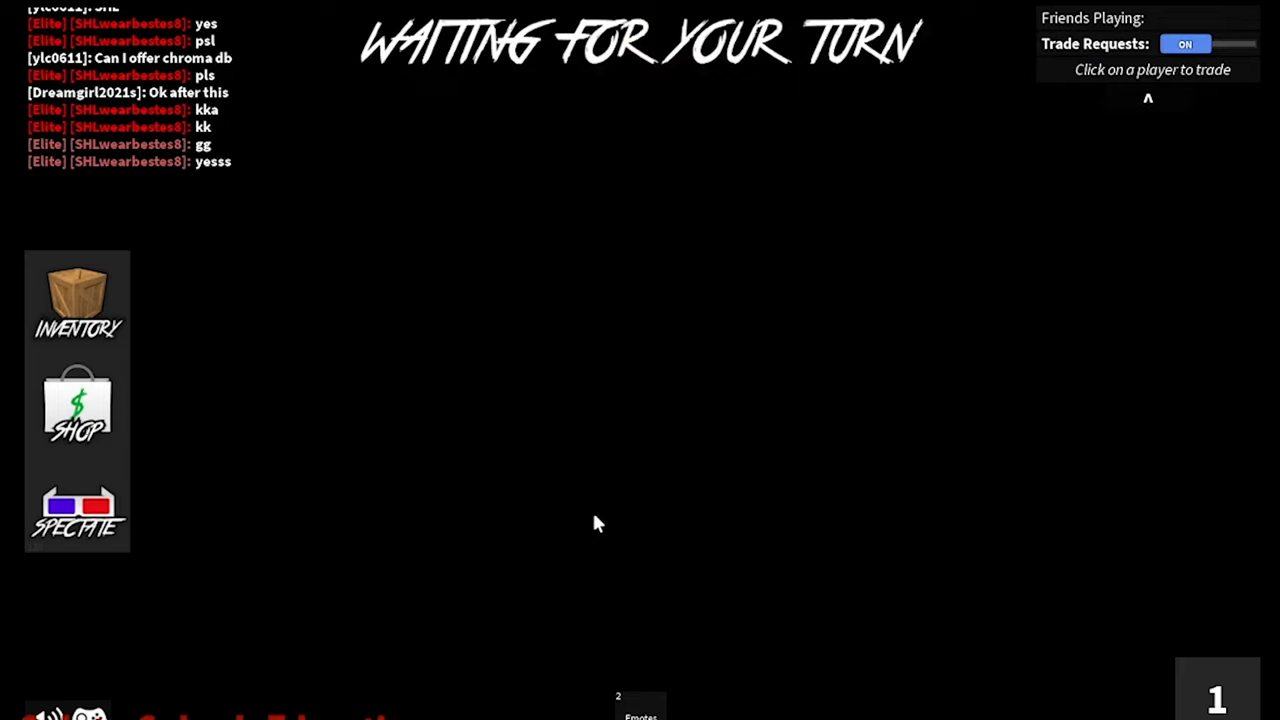 [ylc0611]: SHL
[Elite] [SHLwearbestes8]: yes
[Elite] [SHLwearbestes8]: psl
[ylc0611]: Can I offer chroma db
[Elite] [SHLwearbestes8]: pls
[Dreamgirl2021s]: Ok after this
[Elite] [SHLwearbestes8]: kka
[Elite] [SHLwearbestes8]: kk
[Elite] [SHLwearbestes8]: gg
[Elite] [SHLwearbestes8]: yesss
WAITING FOR YOUR TURN
Friends Playing:
Trade Requests: ON
Click on a player to trade
^
INVENTORY
$
SHOP
SPECTATE
2
Emotes
1